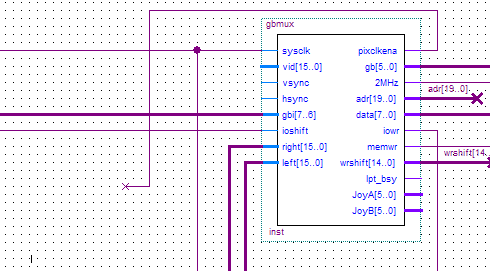 gbmux
sysclk pixclkena
vid[15..0] gb[5..0]
vsync 2MHz
hsync adr[19..0] adr[19..0]
gbi[7..6] data[7..0]
ioshift iowr
right[15..0] memwr
left[15..0] wrshift[14..0] wrshift[14.
lpt_bsy
JoyA[5..0]
JoyB[5..0]
inst